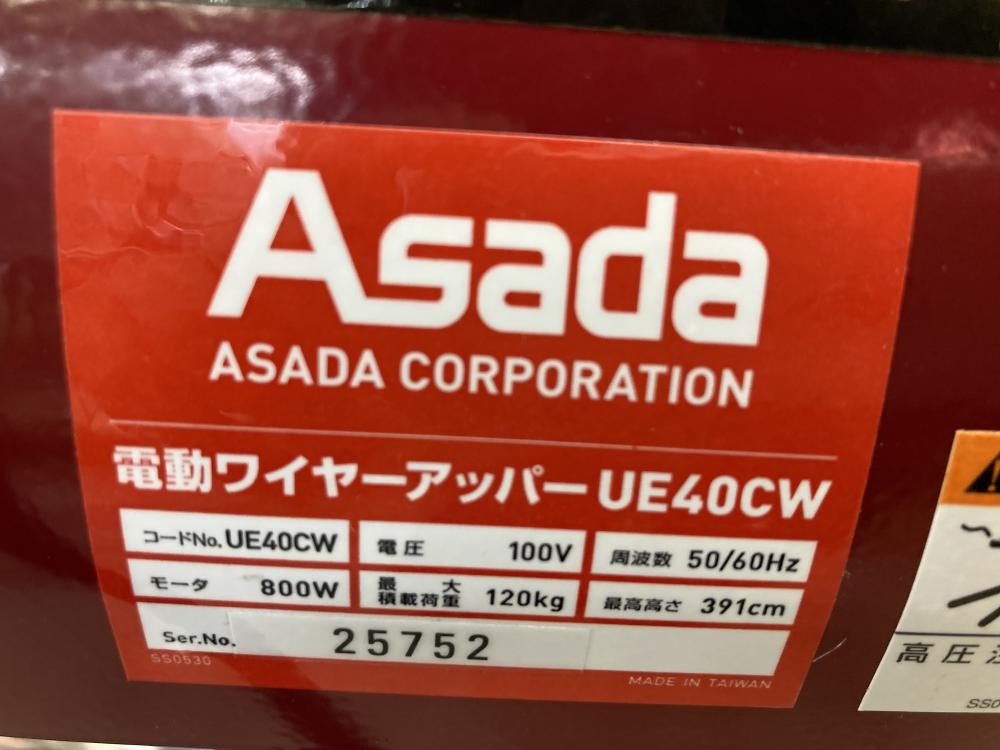 Asada
ASADA CORPORATION
電動ワイヤーアッパー UE40CW
コードNo. UE40CW 電圧 100V 周波数 50/60Hz
モータ 800W 最大積載荷重 120kg 最高高さ 391cm
Ser.No. 25752
SS0530
MADE IN TAIWAN
高圧